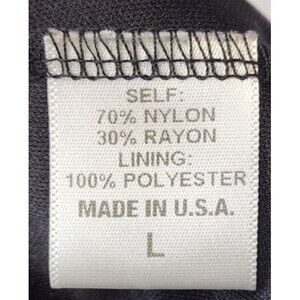 SELF:
70% NYLON
30% RAYON
LINING:
100% POLYESTER
MADE IN U.S.A.
L